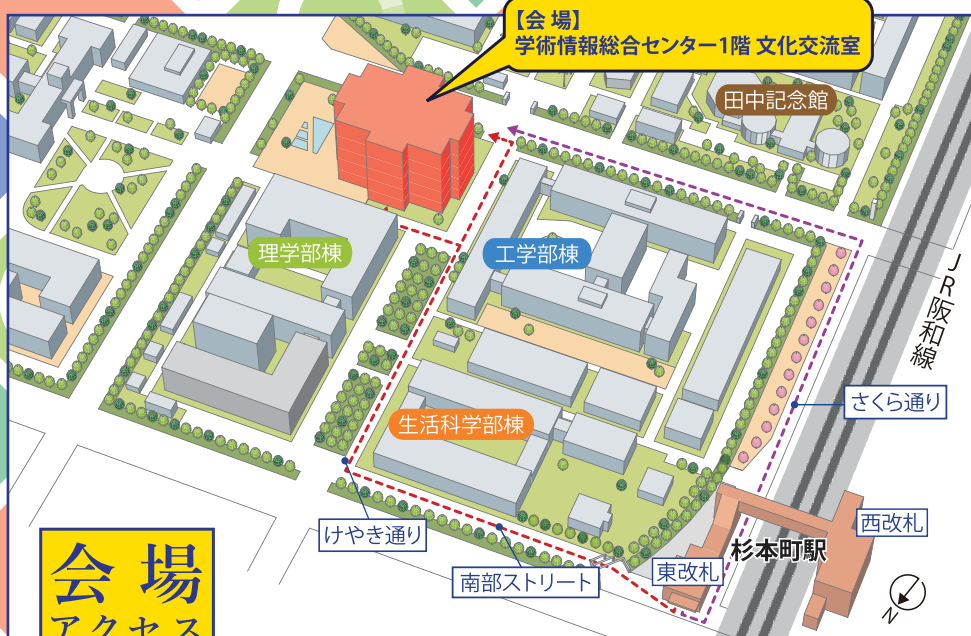 【会 場】
学術情報総合センター1階 文化交流室
田中記念館
理学部棟
工学部棟
JR阪和線
さくら通り
生活科学部棟
けやき通り
南部ストリート
東改札
杉本町駅
西改札
N
会 場
アクセス